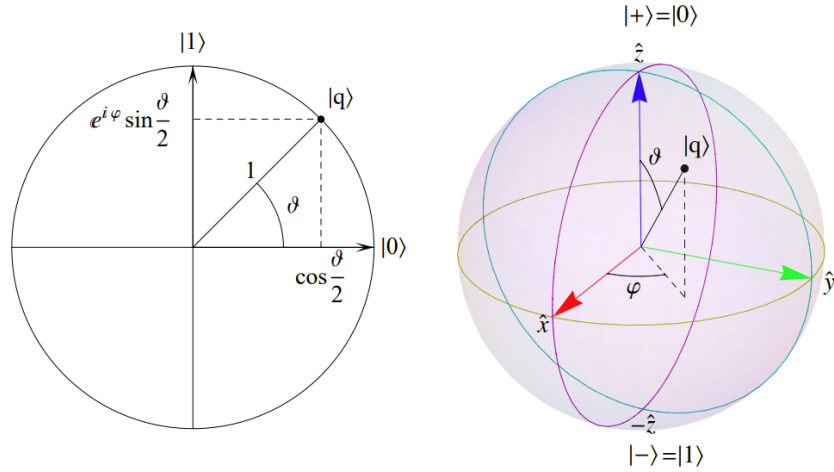 |1⟩
|q⟩
e^{iφ} sin ϑ/2
1
ϑ
|0⟩
cos ϑ/2
|+⟩=|0⟩
ẑ
|q⟩
ϑ
φ
x̂
ŷ
-ẑ
|-⟩=|1⟩